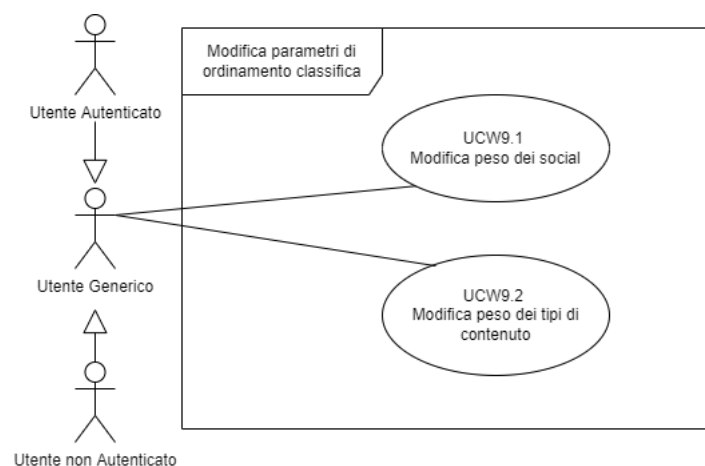 Modifica parametri di
ordinamento classifica
Utente Autenticato
UCW9.1
Modifica peso dei social
Utente Generico
UCW9.2
Modifica peso dei tipi di
contenuto
Utente non Autenticato